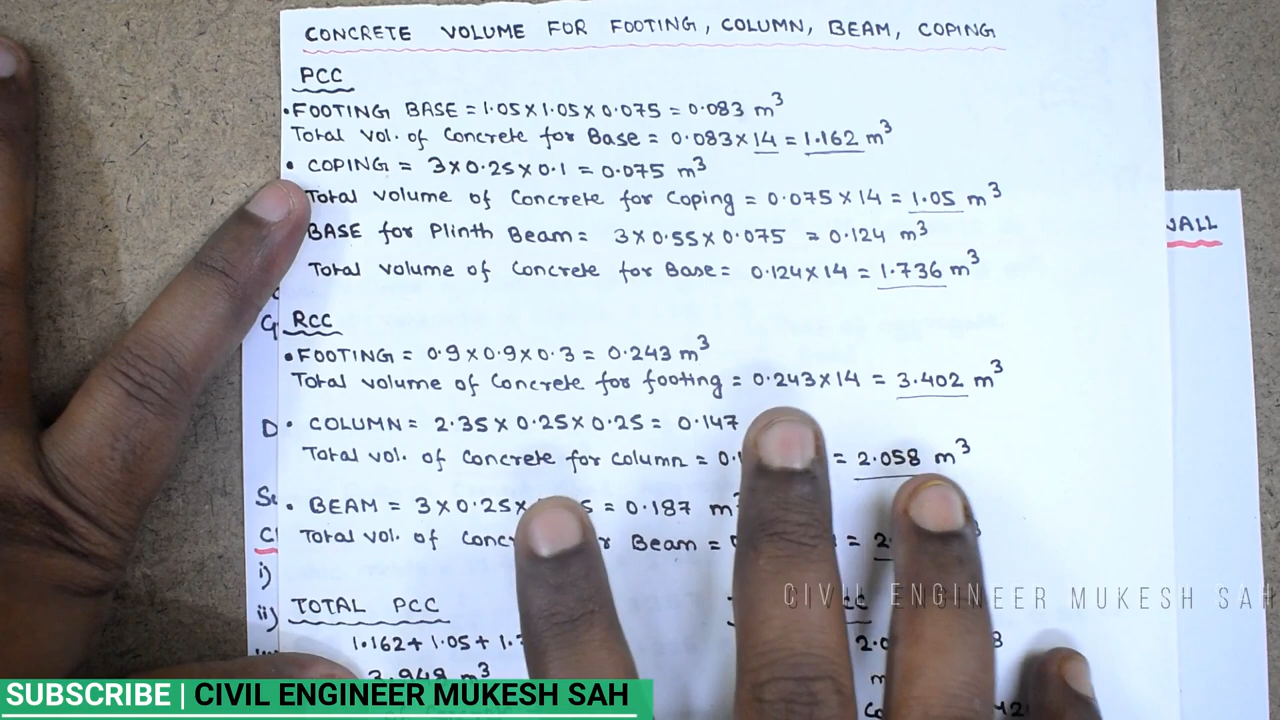 CONCRETE VOLUME FOR FOOTING, COLUMN, BEAM, COPING
PCC
•FOOTING BASE = 1.05 X 1.05 X 0.075 = 0.083 m³
Total Vol. of Concrete for Base = 0.083 X 14 = 1.162 m³
• COPING = 3 X 0.25 X 0.1 = 0.075 m³
Total volume of Concrete for Coping = 0.075 X 14 = 1.05 m³
BASE for Plinth Beam = 3 X 0.55 X 0.075 = 0.124 m³
Total volume of Concrete for Base = 0.124 X 14 = 1.736 m³
WALL
RCC
•FOOTING = 0.9 X 0.9 X 0.3 = 0.243 m³
Total volume of Concrete for footing = 0.243 X 14 = 3.402 m³
• COLUMN = 2.35 X 0.25 X 0.25 = 0.147
Total vol. of Concrete for column = = 2.058 m³
• BEAM = 3 X 0.25 X = 0.187 m³
Total vol. of Beam =
i)
ii)
TOTAL PCC
1.162 + 1.05 +
3.948 m³
CIVIL ENGINEER MUKESH SAH
SUBSCRIBE | CIVIL ENGINEER MUKESH SAH